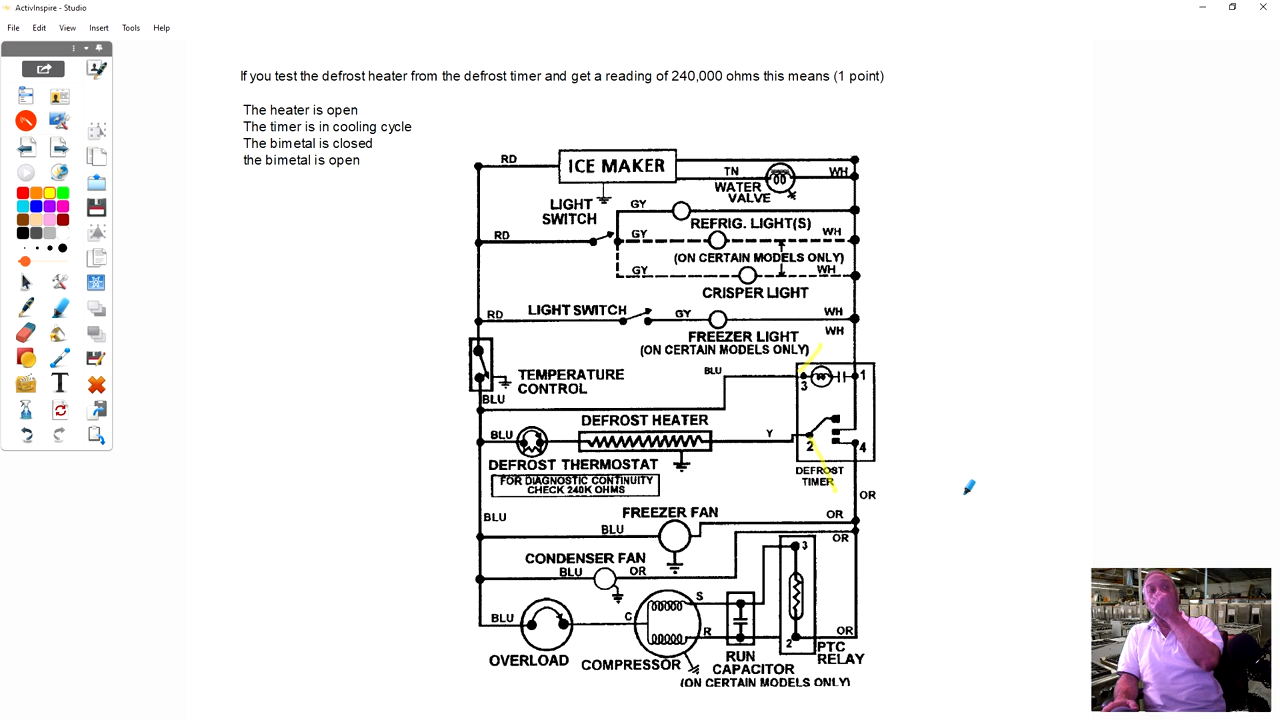 ActivInspire - Studio
File Edit View Insert Tools Help
If you test the defrost heater from the defrost timer and get a reading of 240,000 ohms this means (1 point)
The heater is open
The timer is in cooling cycle
The bimetal is closed
the bimetal is open
RD ICE MAKER TN WH
WATER
VALVE
LIGHT
SWITCH
GY
REFRIG. LIGHT(S)
RD GY WH
(ON CERTAIN MODELS ONLY)
GY WH
CRISPER LIGHT
RD LIGHT SWITCH GY WH
WH
FREEZER LIGHT
(ON CERTAIN MODELS ONLY)
TEMPERATURE
CONTROL
BLU
BLU
3 1
DEFROST HEATER
BLU Y
2 4
DEFROST THERMOSTAT
DEFROST
TIMER
FOR DIAGNOSTIC CONTINUITY
CHECK 240K OHMS
OR
BLU
FREEZER FAN
BLU OR
OR
CONDENSER FAN
BLU OR
3
BLU C S
R
2 OR
OVERLOAD
COMPRESSOR
RUN
CAPACITOR
(ON CERTAIN MODELS ONLY)
PTC
RELAY